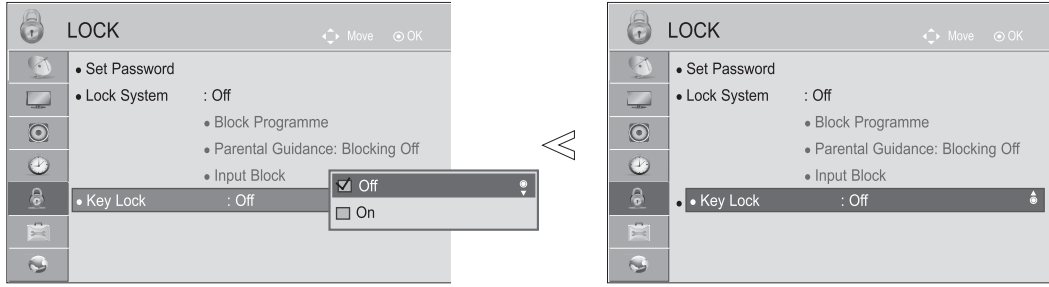 LOCK Move OK
• Set Password
• Lock System : Off
• Block Programme
• Parental Guidance: Blocking Off
• Input Block
• Key Lock : Off
Off
On
LOCK Move OK
• Set Password
• Lock System : Off
• Block Programme
• Parental Guidance: Blocking Off
• Input Block
• • Key Lock : Off